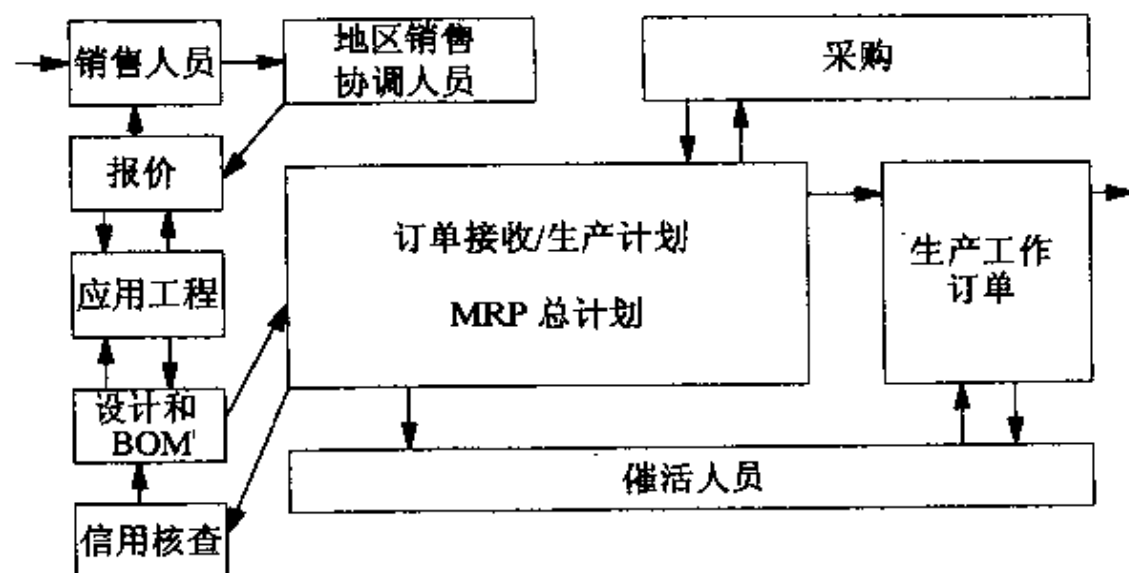 销售人员
地区销售
协调人员
采购
报价
订单接收/生产计划
MRP 总计划
生产工作
订单
应用工程
设计和
BOM
催活人员
信用核查